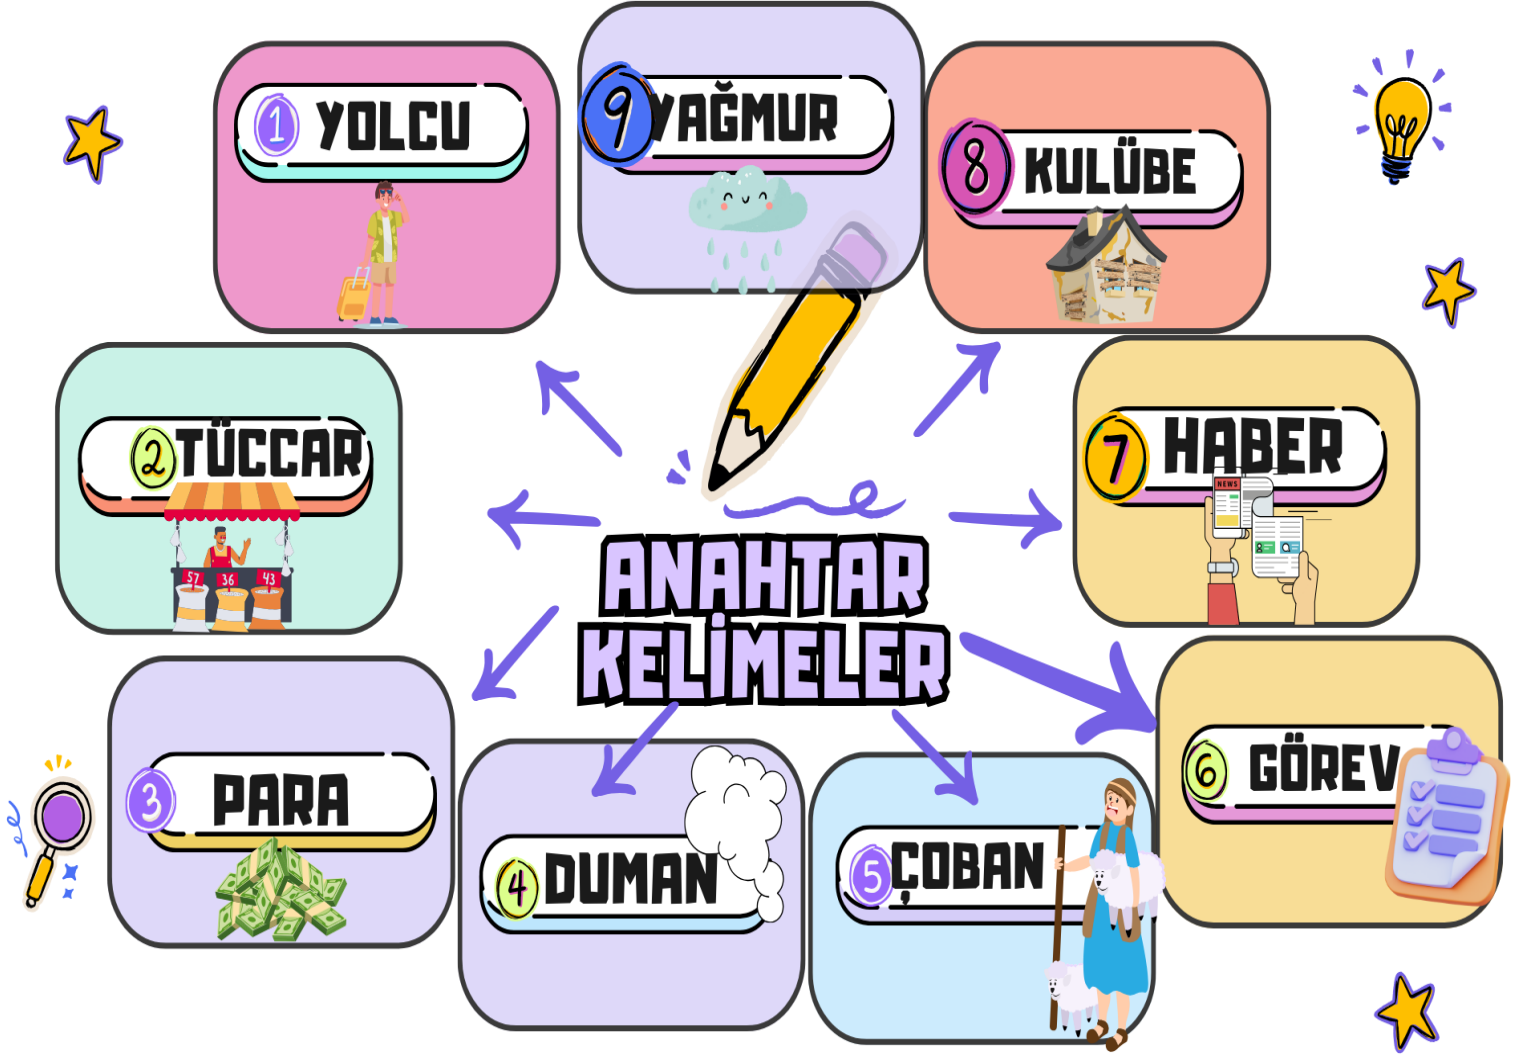 1 YOLCU
9 YAĞMUR
8 KULÜBE
2 TÜCCAR
57 36 43
7 HABER
NEWS
ANAHTAR
KELİMELER
3 PARA
4 DUMAN
5 ÇOBAN
6 GÖREV